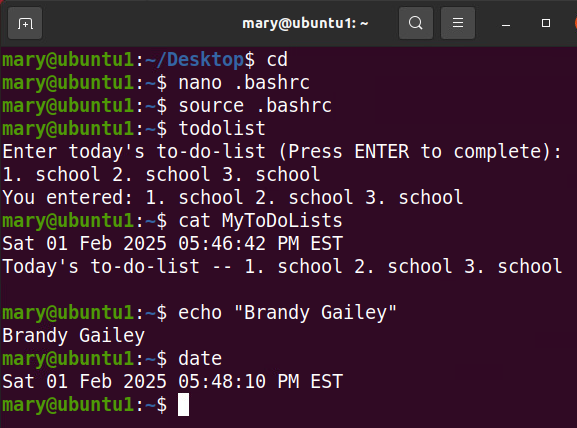 mary@ubuntu1: ~
mary@ubuntu1:~/Desktop$ cd
mary@ubuntu1:~$ nano .bashrc
mary@ubuntu1:~$ source .bashrc
mary@ubuntu1:~$ todolist
Enter today's to-do-list (Press ENTER to complete):
1. school 2. school 3. school
You entered: 1. school 2. school 3. school
mary@ubuntu1:~$ cat MyToDoLists
Sat 01 Feb 2025 05:46:42 PM EST
Today's to-do-list -- 1. school 2. school 3. school
mary@ubuntu1:~$ echo "Brandy Gailey"
Brandy Gailey
mary@ubuntu1:~$ date
Sat 01 Feb 2025 05:48:10 PM EST
mary@ubuntu1:~$